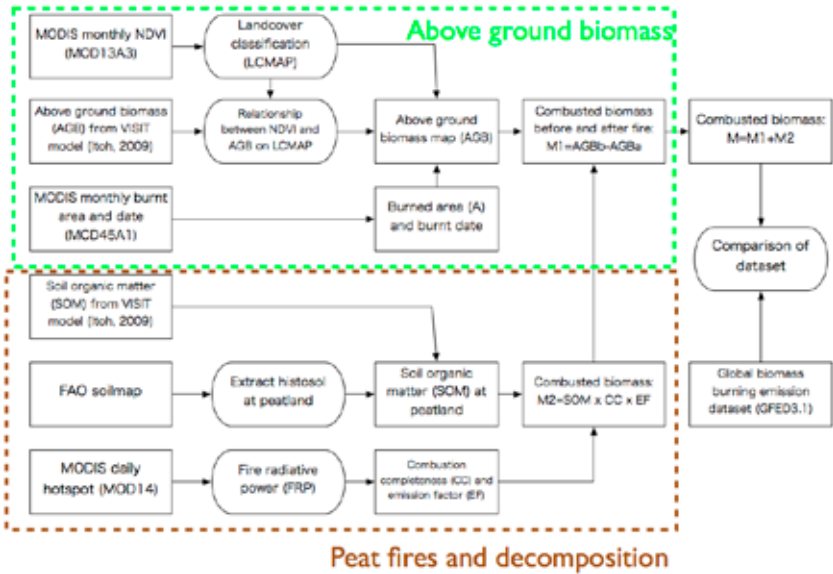 Above ground biomass
MODIS monthly NDVI
(MOD13A3)
Landcover
classification
(LCMAP)
Above ground biomass
(AGB) from VISIT
model (Itoh, 2009)
Relationship
between NDVI and
AGB on LCMAP
Above ground
biomass map (AGB)
Combusted biomass
before and after fire:
M1=AGBb-AGBa
Combusted biomass:
M=M1+M2
MODIS monthly burnt
area and date
(MCD45A1)
Burned area (A)
and burnt date
Comparison of
dataset
Soil organic matter
(SOM) from VISIT
model (Itoh, 2009)
FAO soilmap
Extract histosol
at peatland
Soil organic
matter (SOM) at
peatland
Combusted biomass:
M2=SOM x CC x EF
Global biomass
burning emission
dataset (GFED3.1)
MODIS daily
hotspot (MOD14)
Fire radiative
power (FRP)
Combustion
completeness (CC) and
emission factor (EF)
Peat fires and decomposition